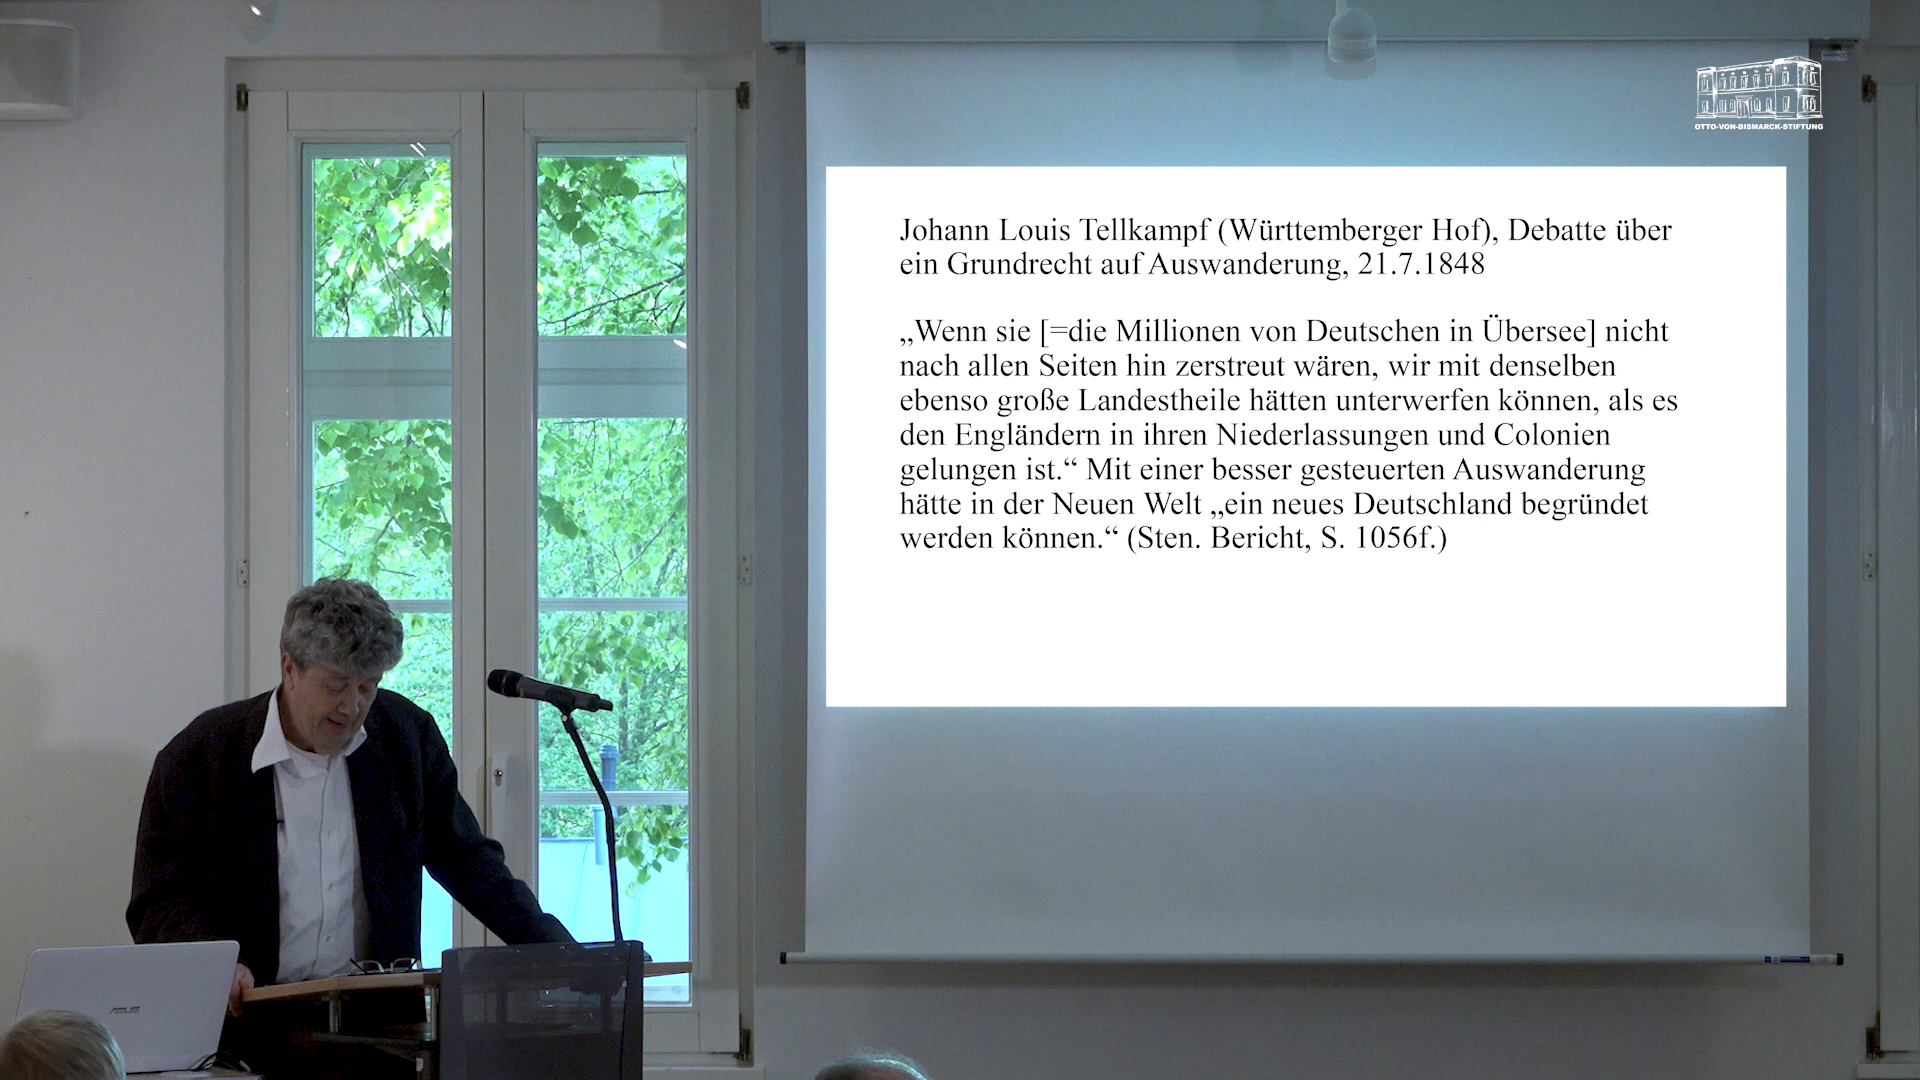 OTTO-VON-BISMARCK-STIFTUNG
Johann Louis Tellkampf (Württemberger Hof), Debatte über
ein Grundrecht auf Auswanderung, 21.7.1848
„Wenn sie [=die Millionen von Deutschen in Übersee] nicht
nach allen Seiten hin zerstreut wären, wir mit denselben
ebenso große Landestheile hätten unterwerfen können, als es
den Engländern in ihren Niederlassungen und Colonien
gelungen ist.“ Mit einer besser gesteuerten Auswanderung
hätte in der Neuen Welt „ein neues Deutschland begründet
werden können.“ (Sten. Bericht, S. 1056f.)
ASUS